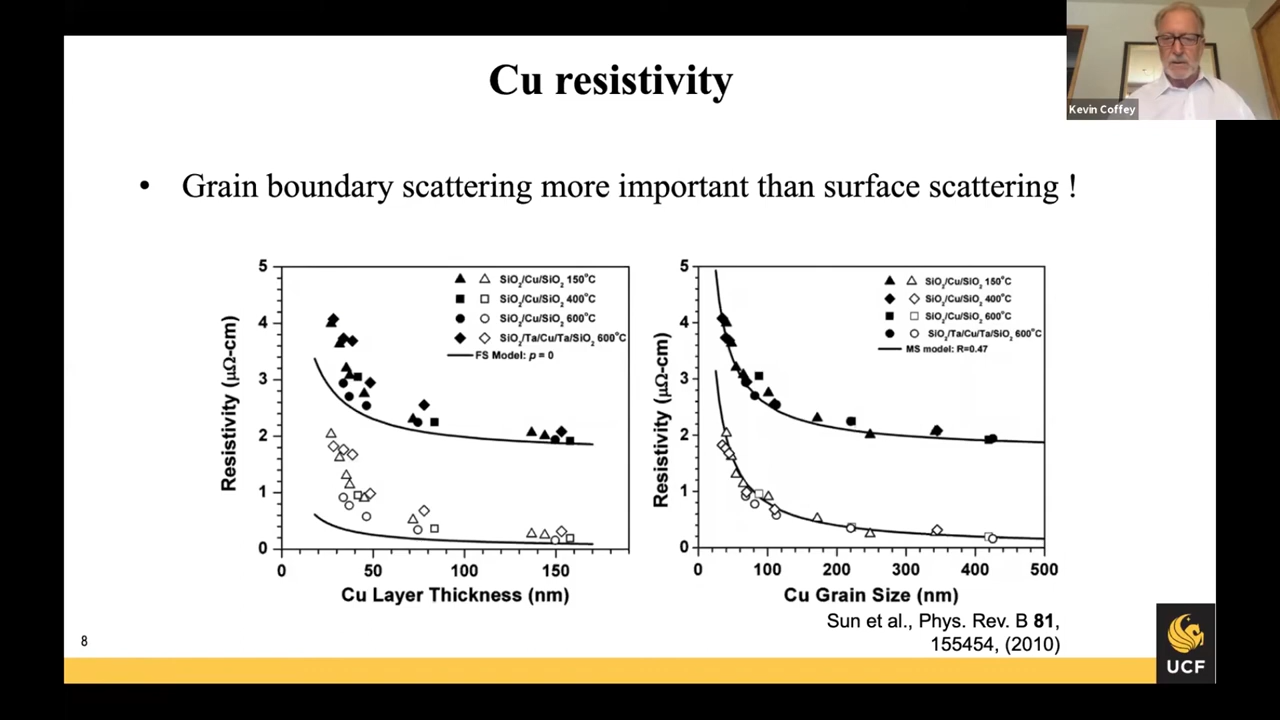 Kevin Coffey
Cu resistivity
• Grain boundary scattering more important than surface scattering !
5
4
3
2
1
0
Resistivity (μΩ-cm)
SiO2/Cu/SiO2 150°C
SiO2/Cu/SiO2 400°C
SiO2/Cu/SiO2 600°C
SiO2/Ta/Cu/Ta/SiO2 600°C
FS Model: p = 0
0 50 100 150
Cu Layer Thickness (nm)
5
4
3
2
1
0
Resistivity (μΩ-cm)
SiO2/Cu/SiO2 150°C
SiO2/Cu/SiO2 400°C
SiO2/Cu/SiO2 600°C
SiO2/Ta/Cu/Ta/SiO2 600°C
MS model: R=0.47
0 100 200 300 400 500
Cu Grain Size (nm)
Sun et al., Phys. Rev. B 81,
155454, (2010)
8
UCF